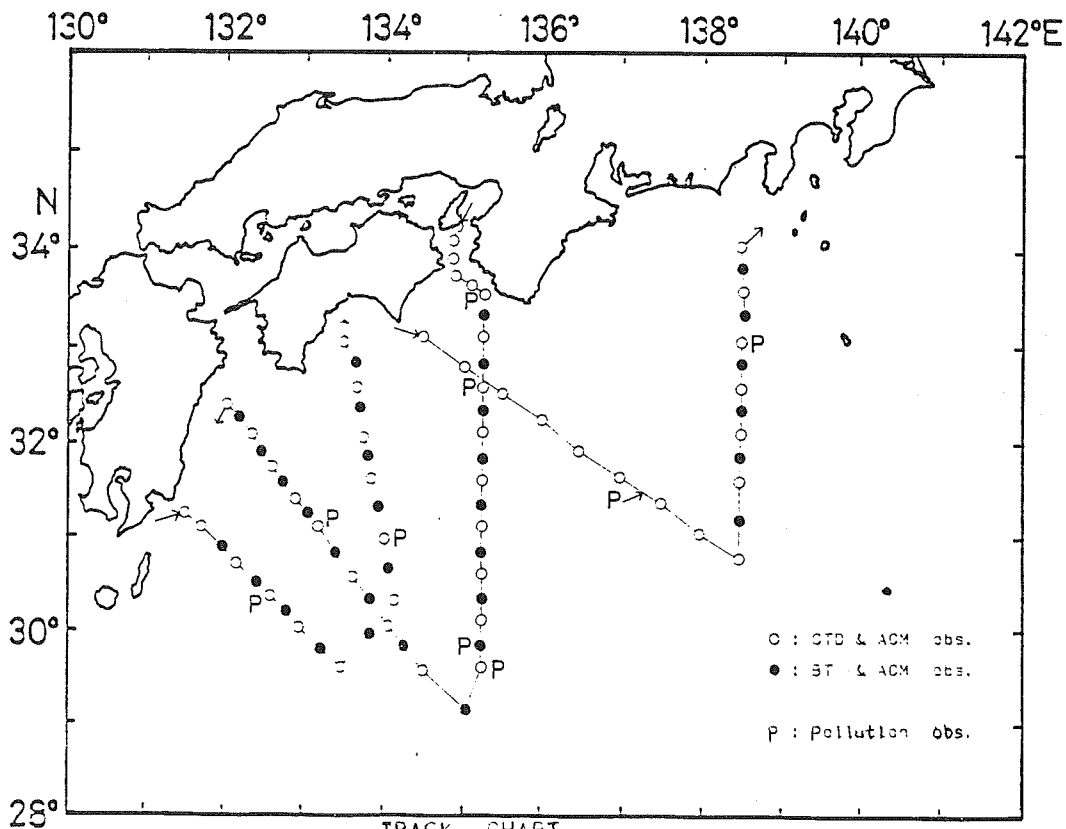 130° 132° 134° 136° 138° 140° 142°E
N
34°
P
P
P
32°
P
P
P
P
30°
P
P
○ : CTD & ACM obs.
● : BT & ACM obs.
P : Pollution obs.
28°
TRACK CHART